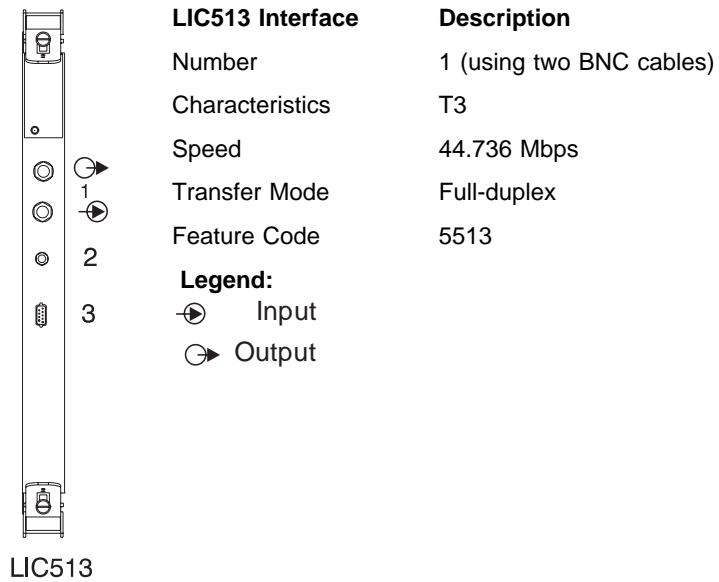 LIC513 Interface Description
Number 1 (using two BNC cables)
Characteristics T3
Speed 44.736 Mbps
Transfer Mode Full-duplex
Feature Code 5513
Legend:
Input
Output
1
2
3
LIC513